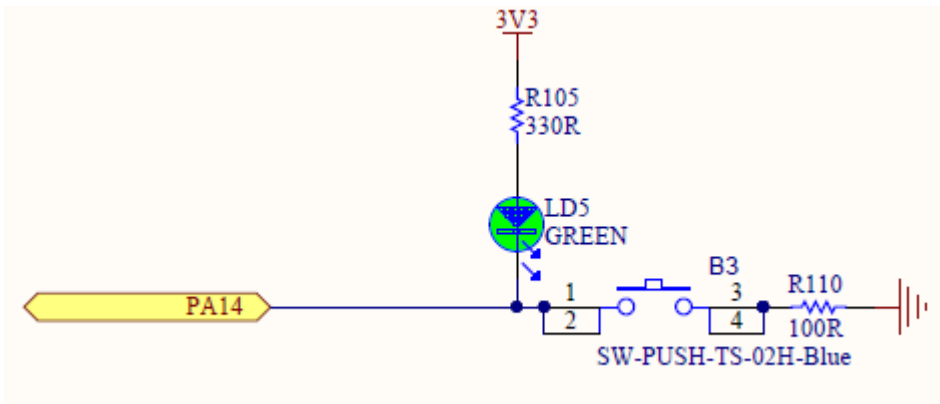 3V3
R105
330R
LD5
GREEN
B3
PA14
1
2
3
4
R110
100R
SW-PUSH-TS-02H-Blue